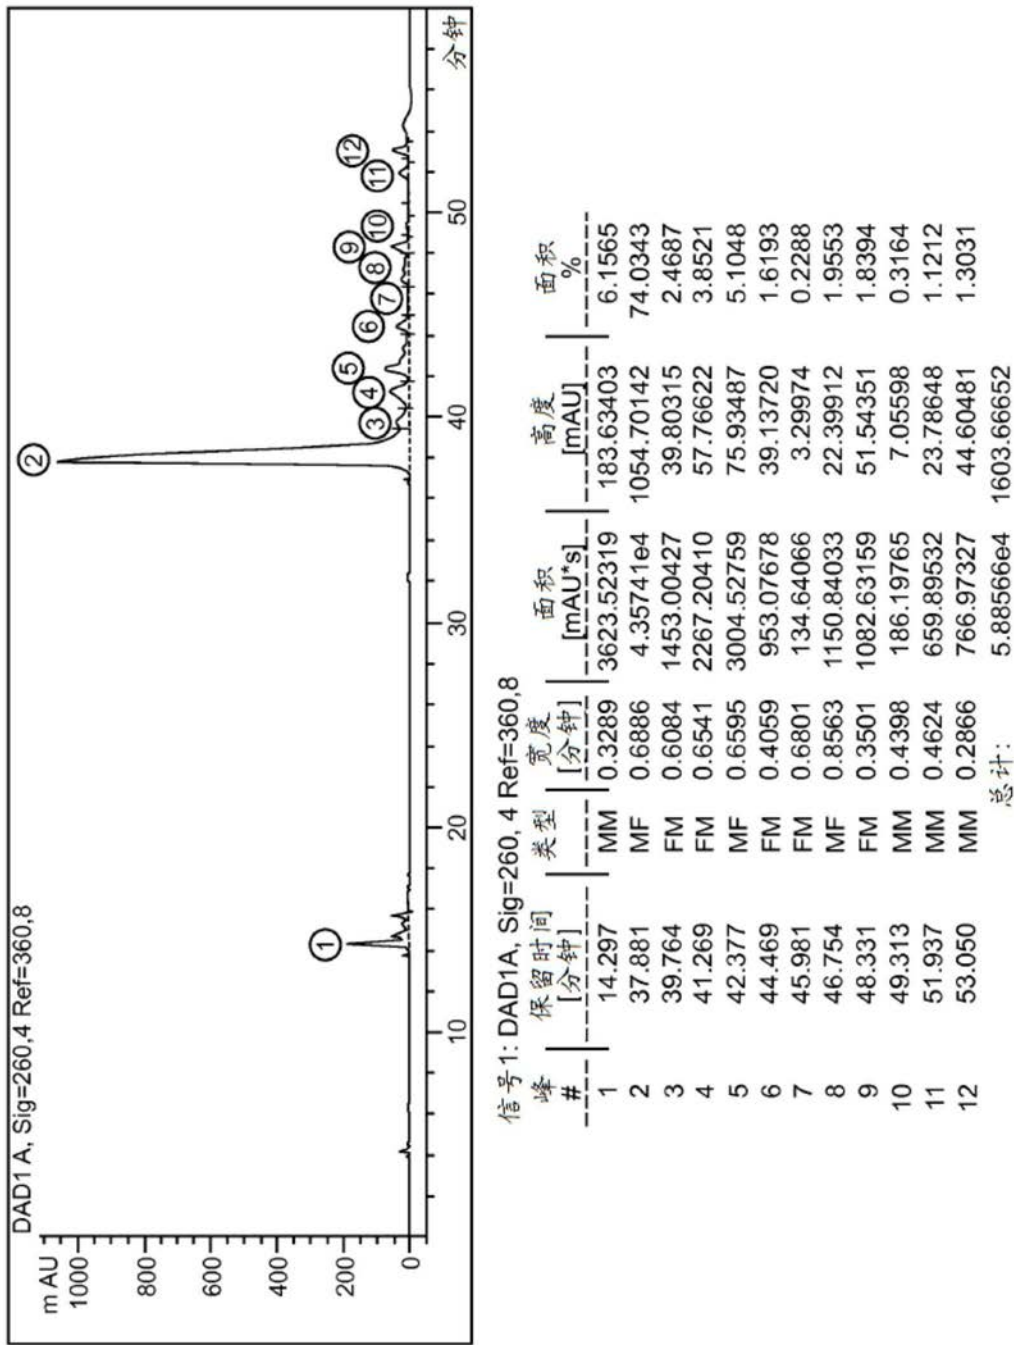 DAD1 A, Sig=260,4 Ref=360,8
m AU
1000
800
600
400
200
0
① ② ③ ④ ⑤ ⑥ ⑦ ⑧ ⑨ ⑩ ⑪ ⑫
10 20 30 40 50 分钟
信号1: DAD1A, Sig=260, 4 Ref=360,8
峰 保留时间 类型 宽度 面积 高度 面积
# [分钟] [分钟] [mAU*s] [mAU] %
1 14.297 MM 0.3289 3623.52319 183.63403 6.1565
2 37.881 MF 0.6886 4.35741e4 1054.70142 74.0343
3 39.764 FM 0.6084 1453.00427 39.80315 2.4687
4 41.269 FM 0.6541 2267.20410 57.76622 3.8521
5 42.377 MF 0.6595 3004.52759 75.93487 5.1048
6 44.469 FM 0.4059 953.07678 39.13720 1.6193
7 45.981 FM 0.6801 134.64066 3.29974 0.2288
8 46.754 MF 0.8563 1150.84033 22.39912 1.9553
9 48.331 FM 0.3501 1082.63159 51.54351 1.8394
10 49.313 MM 0.4398 186.19765 7.05598 0.3164
11 51.937 MM 0.4624 659.89532 23.78648 1.1212
12 53.050 MM 0.2866 766.97327 44.60481 1.3031
总计: 5.88566e4 1603.66652